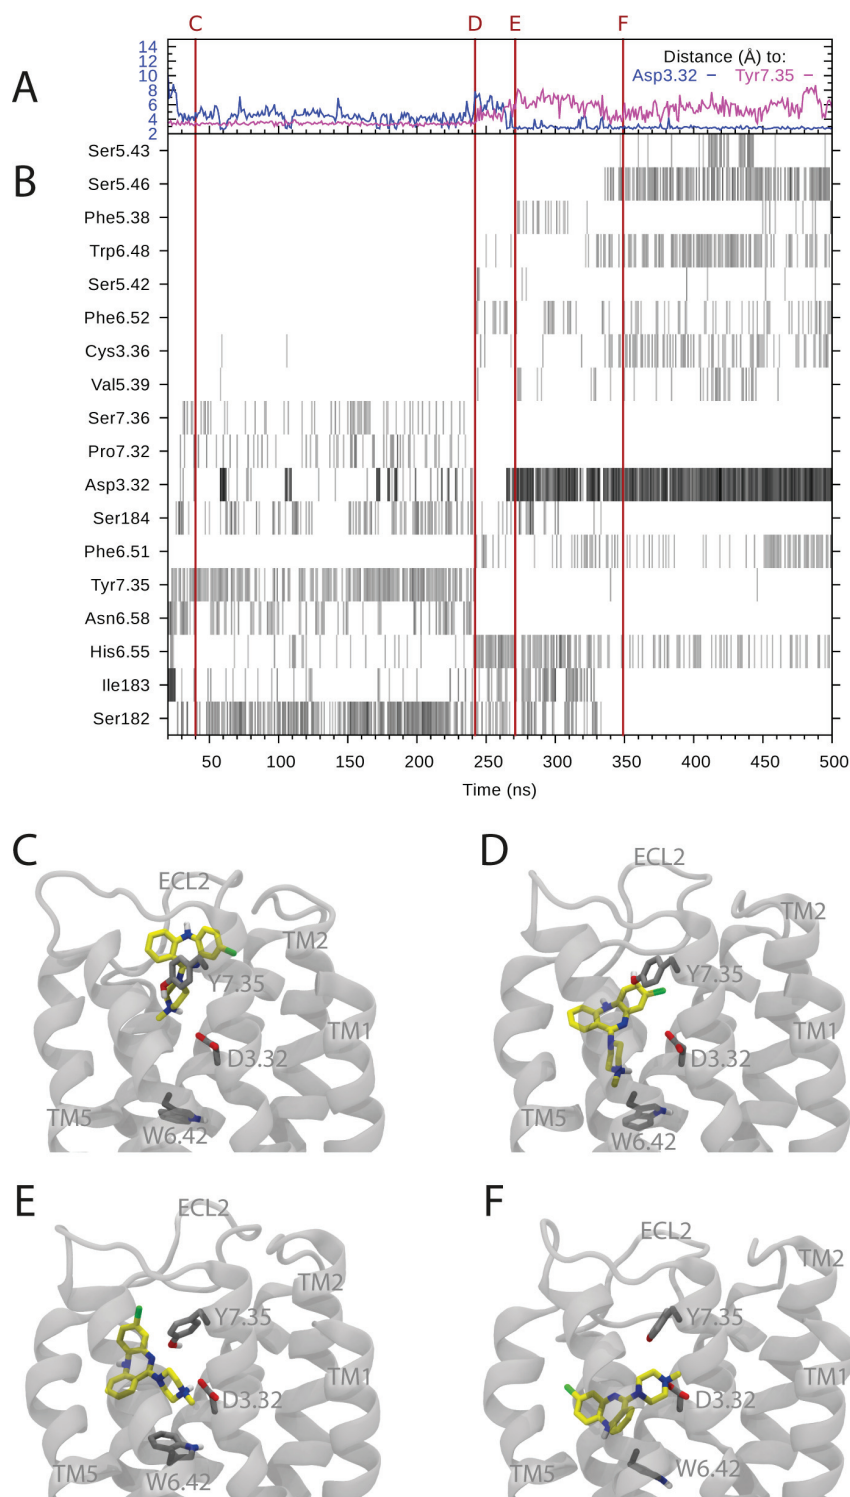 C D E F
A
14
12
10
8
6
4
2
Distance (Å) to:
Asp3.32 – Tyr7.35 –
B
Ser5.43
Ser5.46
Phe5.38
Trp6.48
Ser5.42
Phe6.52
Cys3.36
Val5.39
Ser7.36
Pro7.32
Asp3.32
Ser184
Phe6.51
Tyr7.35
Asn6.58
His6.55
Ile183
Ser182
50 100 150 200 250 300 350 400 450 500
Time (ns)
C
ECL2
TM2
Y7.35
TM1
D3.32
TM5
W6.42
D
ECL2
TM2
Y7.35
TM1
D3.32
TM5
W6.42
E
ECL2
TM2
Y7.35
TM1
D3.32
TM5
W6.42
F
ECL2
TM2
Y7.35
TM1
D3.32
TM5
W6.42